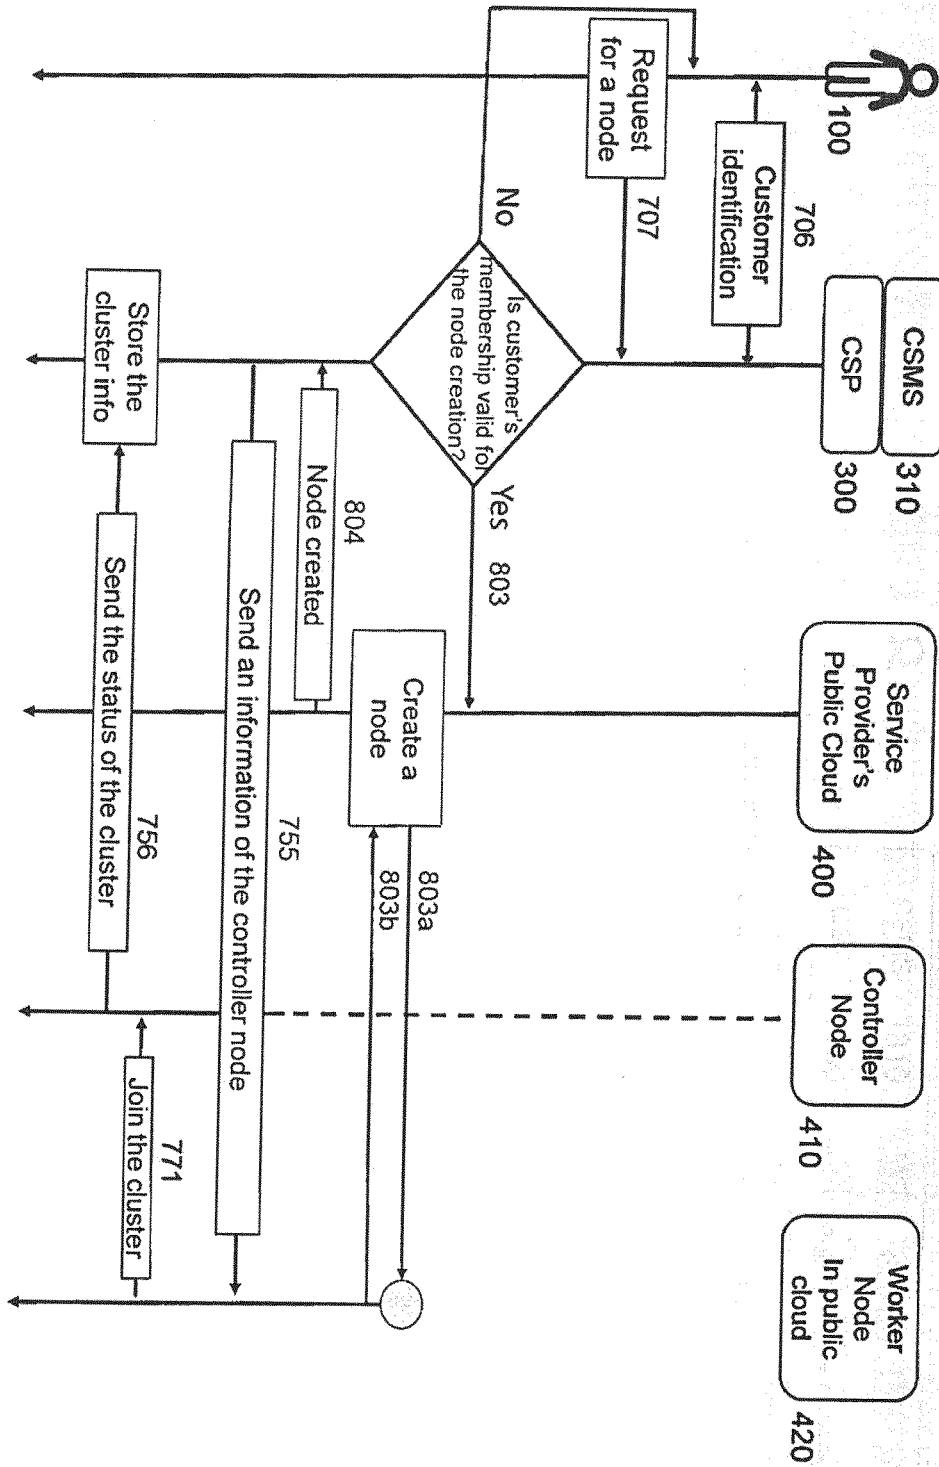 100
CSMS
310
CSP
300
Service
Provider's
Public Cloud
400
Controller
Node
410
Worker
Node
In public
cloud
420
706
Customer
identification
Request
for a node
707
Is customer's
membership valid for
the node creation?
No
Yes
803
Create a
node
803a
803b
804
Node created
755
Send an information of the controller node
771
Join the cluster
756
Send the status of the cluster
Store the
cluster info